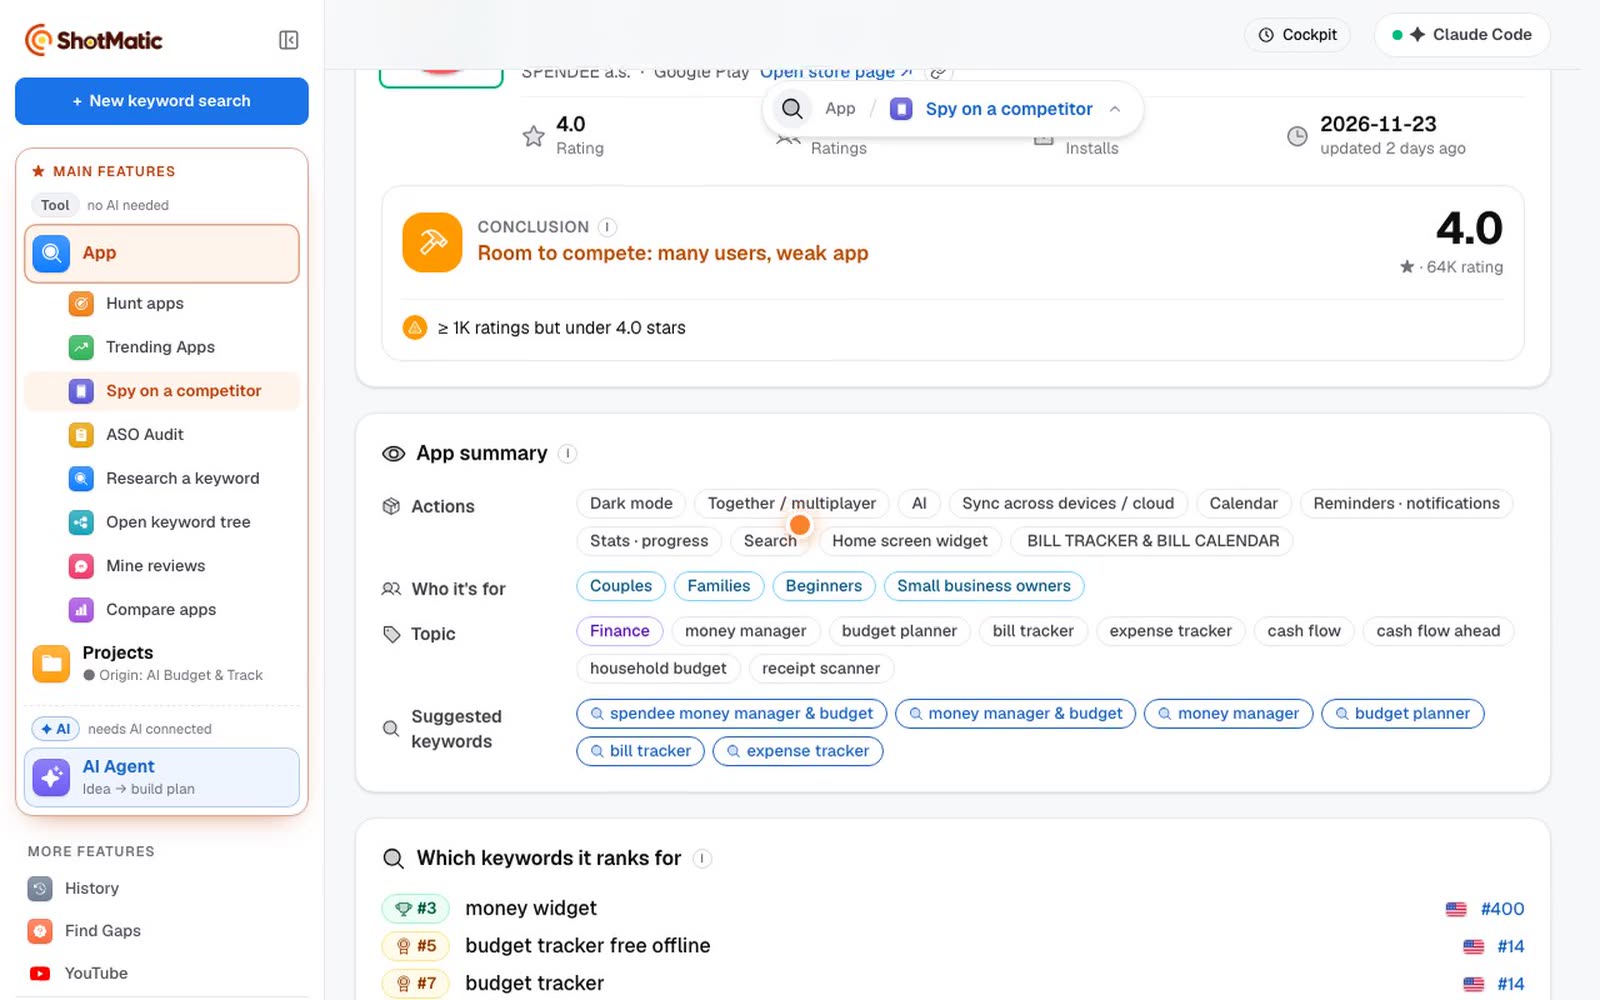 ShotMatic
Cockpit
Claude Code
+ New keyword search
SPENDEE a.s. · Google Play Open store page ↗
App / Spy on a competitor
4.0
Rating
Ratings
Installs
2026-11-23
updated 2 days ago
MAIN FEATURES
Tool no AI needed
App
Hunt apps
Trending Apps
Spy on a competitor
ASO Audit
Research a keyword
Open keyword tree
Mine reviews
Compare apps
Projects
Origin: AI Budget & Track
AI needs AI connected
AI Agent
Idea → build plan
MORE FEATURES
History
Find Gaps
YouTube
CONCLUSION
Room to compete: many users, weak app
4.0
★ · 64K rating
≥ 1K ratings but under 4.0 stars
App summary
Actions
Dark mode Together / multiplayer AI Sync across devices / cloud Calendar Reminders · notifications
Stats · progress Search Home screen widget BILL TRACKER & BILL CALENDAR
Who it's for
Couples Families Beginners Small business owners
Topic
Finance money manager budget planner bill tracker expense tracker cash flow cash flow ahead
household budget receipt scanner
Suggested keywords
spendee money manager & budget money manager & budget money manager budget planner
bill tracker expense tracker
Which keywords it ranks for
#3 money widget #400
#5 budget tracker free offline #14
#7 budget tracker #14